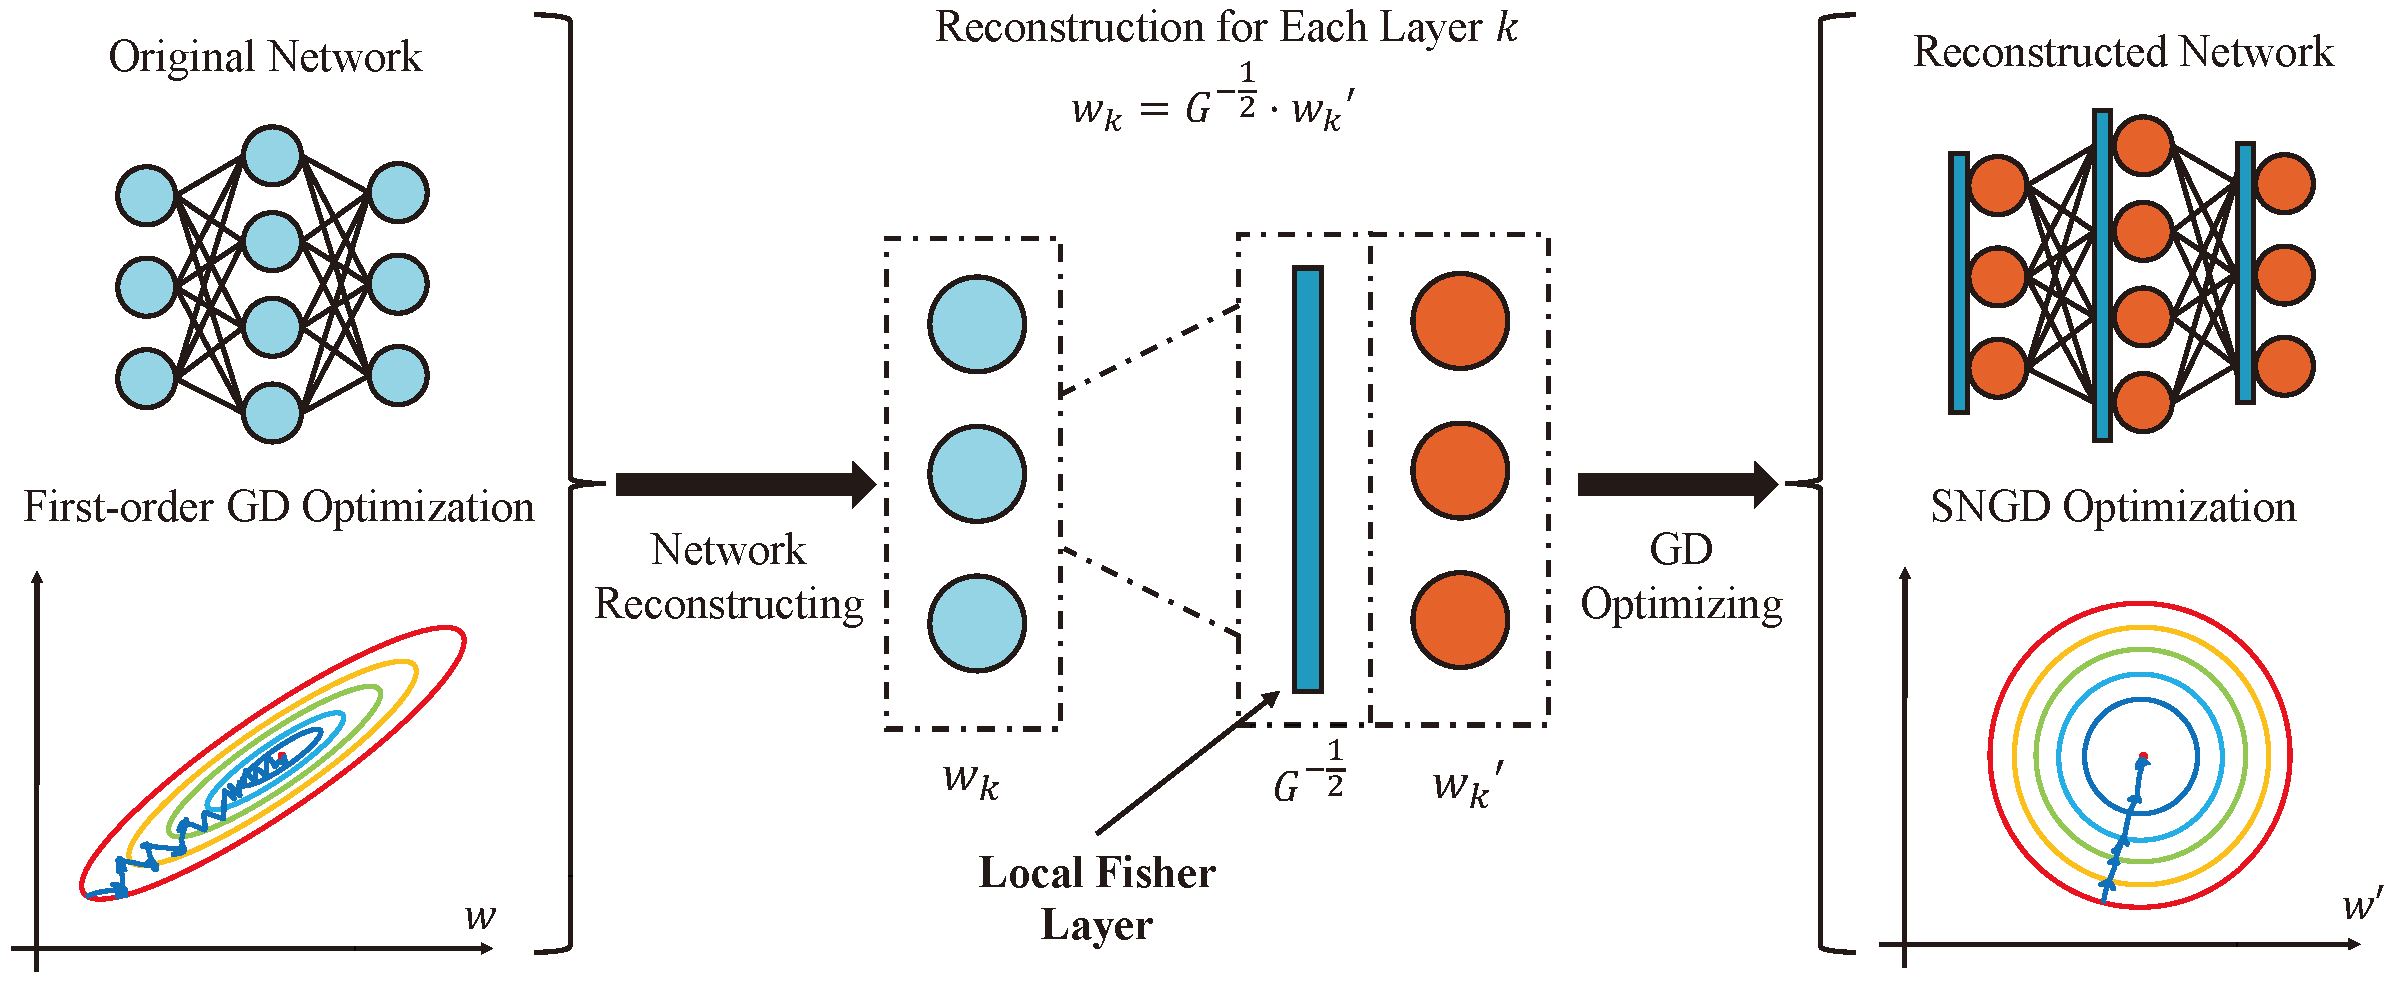 Original Network
First-order GD Optimization
w
Network
Reconstructing
Reconstruction for Each Layer k
w_k = G^{-\frac{1}{2}} · w_k′
w_k
G^{-\frac{1}{2}}
w_k′
Local Fisher
Layer
GD
Optimizing
Reconstructed Network
SNGD Optimization
w′